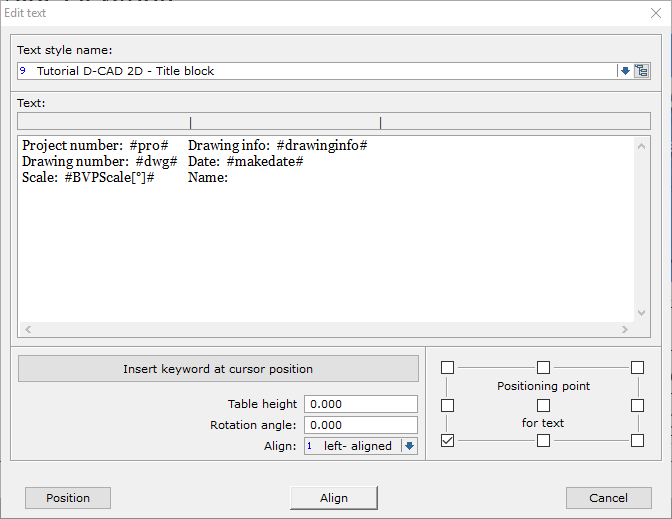 Edit text
Text style name:
9 Tutorial D-CAD 2D - Title block
Text:
Project number: #pro# Drawing info: #drawinginfo#
Drawing number: #dwg# Date: #makedate#
Scale: #BVPScale[°]# Name:
Insert keyword at cursor position
Table height 0.000
Rotation angle: 0.000
Align: 1 left- aligned
Positioning point
for text
Position Align Cancel